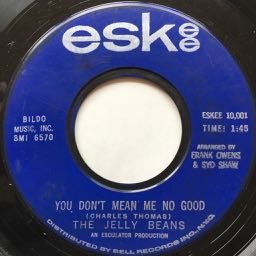 eskee
BILDO
MUSIC, INC.
BMI 6570
ESKEE 10,001
TIME: 1:45
ARRANGED BY
FRANK OWENS
& SYD SHAW
YOU DON'T MEAN ME NO GOOD
(CHARLES THOMAS)
THE JELLY BEANS
AN ESCULATOR PRODUCTION
DISTRIBUTED BY BELL RECORDS INC. N.Y.C.